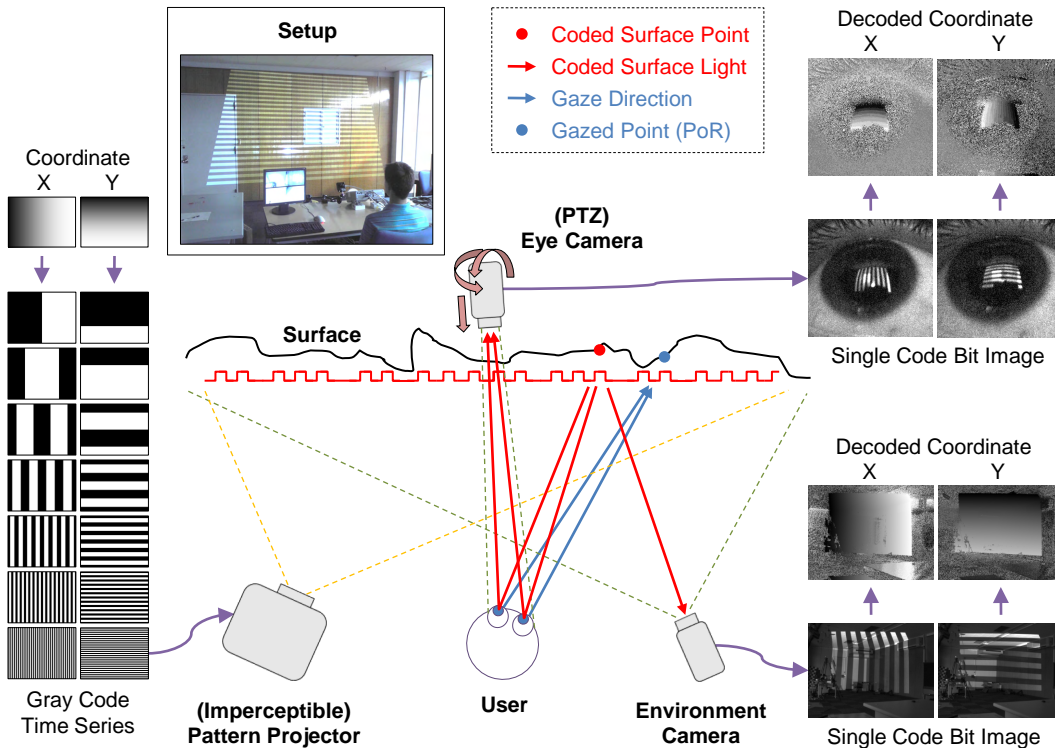 Setup
Coded Surface Point
Coded Surface Light
Gaze Direction
Gazed Point (PoR)
Decoded Coordinate
X
Y
Coordinate
X
Y
(PTZ)
Eye Camera
Surface
Single Code Bit Image
Decoded Coordinate
X
Y
Gray Code
Time Series
(Imperceptible)
Pattern Projector
User
Environment
Camera
Single Code Bit Image